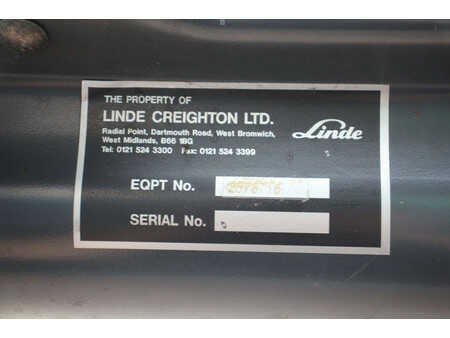 THE PROPERTY OF
LINDE CREIGHTON LTD.
Radial Point, Dartmouth Road, West Bromwich,
West Midlands, B66 1BG
Tel: 0121 524 3300 Fax: 0121 524 3399
Linde
EQPT No.
SERIAL No.